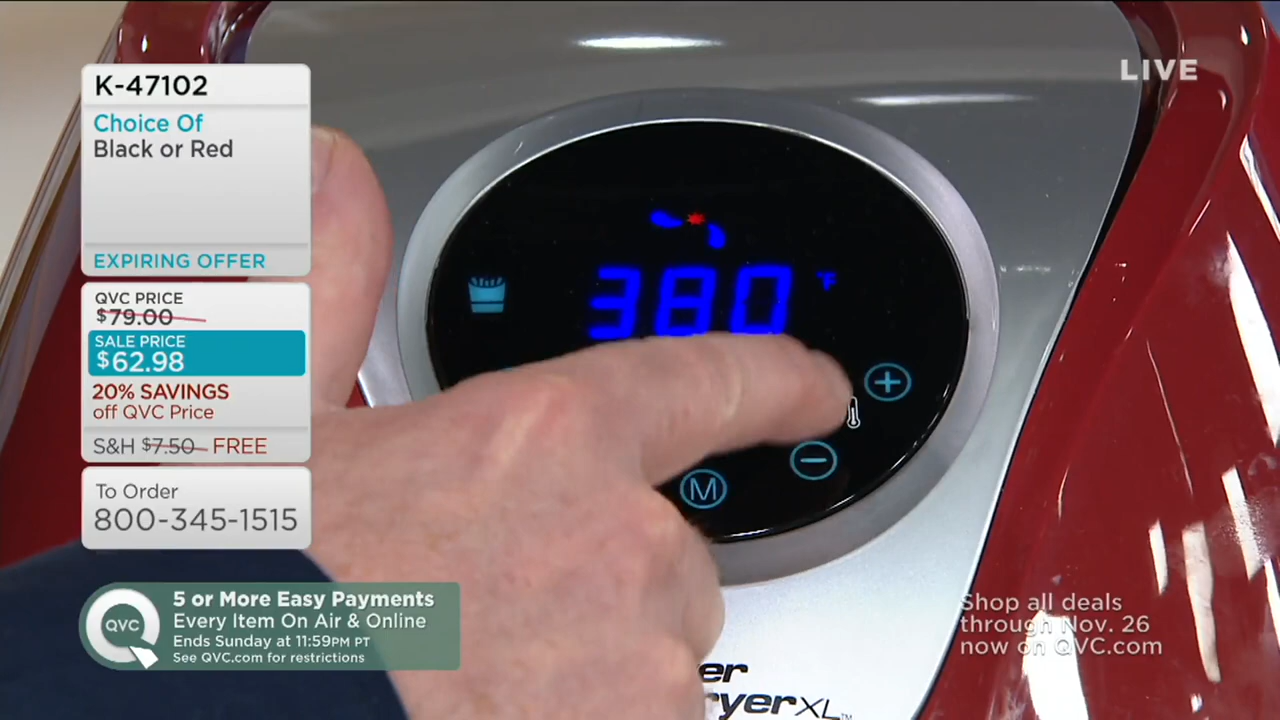 K-47102
Choice Of
Black or Red
EXPIRING OFFER
QVC PRICE
$79.00
SALE PRICE
$62.98
20% SAVINGS
off QVC Price
S&H $7.50 FREE
To Order
800-345-1515
QVC
5 or More Easy Payments
Every Item On Air & Online
Ends Sunday at 11:59PM PT
See QVC.com for restrictions
LIVE
380 °F
M
er
ryerXL™
Shop all deals
through Nov. 26
now on QVC.com